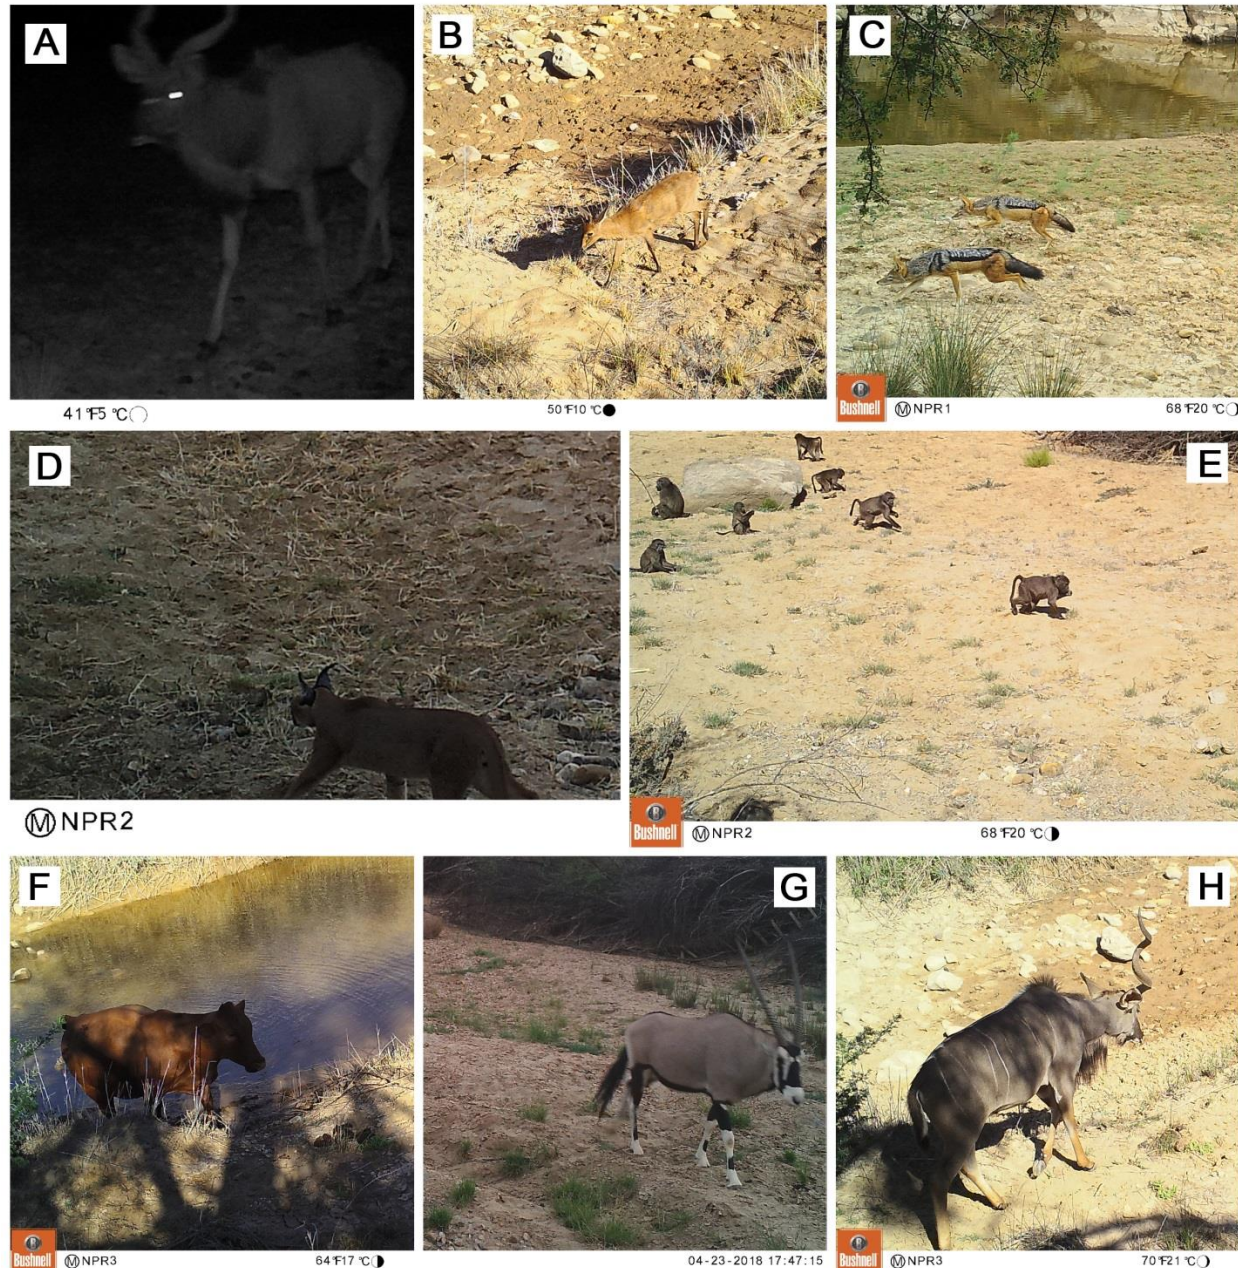 A
B
C
41°F5 °C
50°F10 °C
Bushnell
M NPR1
68°F20 °C
D
E
M NPR2
Bushnell
M NPR2
68°F20 °C
F
G
H
Bushnell
M NPR3
64°F17 °C
04-23-2018 17:47:15
Bushnell
M NPR3
70°F21 °C